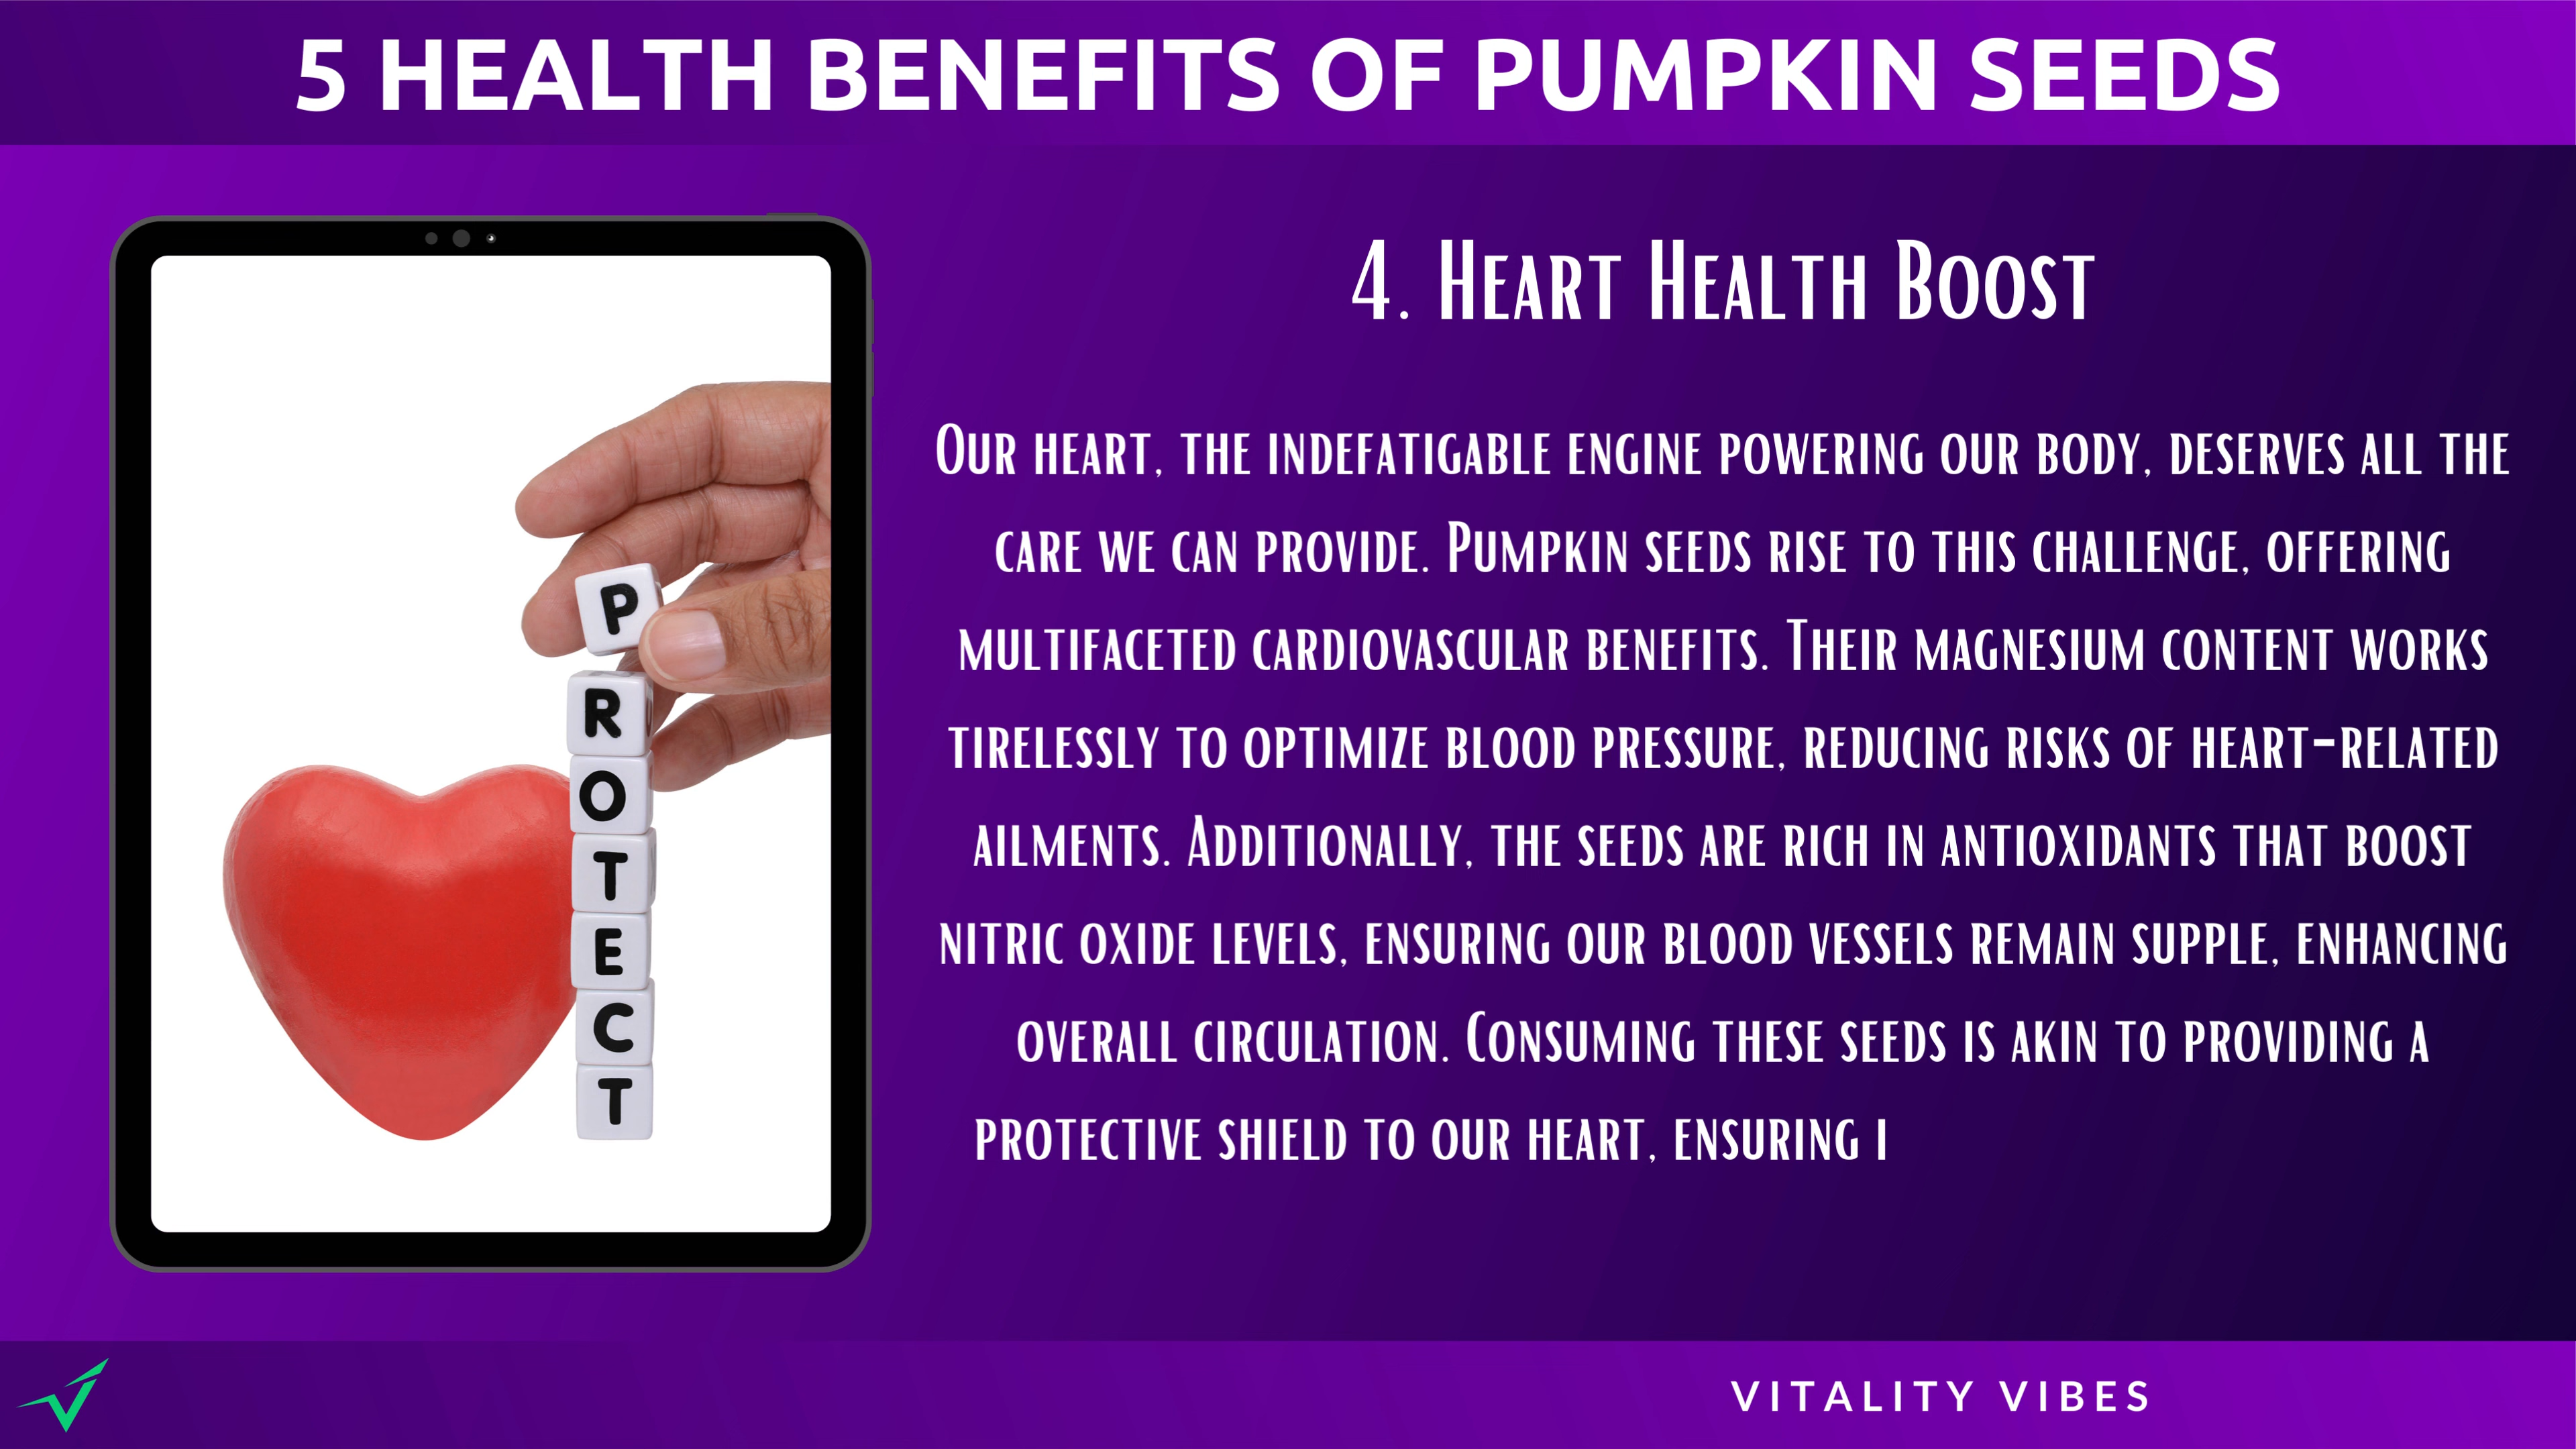 5 HEALTH BENEFITS OF PUMPKIN SEEDS
4. Heart Health Boost
P
R
O
T
E
C
T
Our heart, the indefatigable engine powering our body, deserves all the
care we can provide. Pumpkin seeds rise to this challenge, offering
multifaceted cardiovascular benefits. Their magnesium content works
tirelessly to optimize blood pressure, reducing risks of heart-related
ailments. Additionally, the seeds are rich in antioxidants that boost
nitric oxide levels, ensuring our blood vessels remain supple, enhancing
overall circulation. Consuming these seeds is akin to providing a
protective shield to our heart, ensuring i
VITALITY VIBES